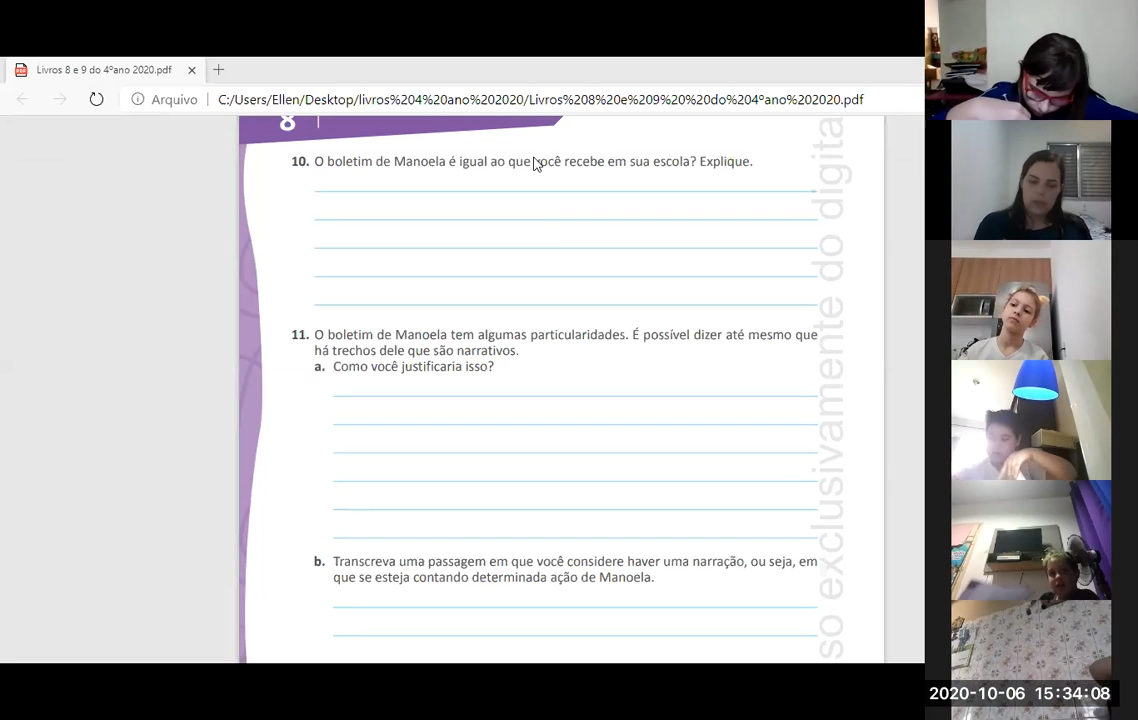 Livros 8 e 9 do 4ºano 2020.pdf
Arquivo C:/Users/Ellen/Desktop/livros%204%20ano%202020/Livros%208%20e%209%20%20do%204ºano%202020.pdf
8
10. O boletim de Manoela é igual ao que você recebe em sua escola? Explique.
11. O boletim de Manoela tem algumas particularidades. É possível dizer até mesmo que
há trechos dele que são narrativos.
a. Como você justificaria isso?
b. Transcreva uma passagem em que você considere haver uma narração, ou seja, em
que se esteja contando determinada ação de Manoela.
so exclusivamente do digita
2020-10-06 15:34:08